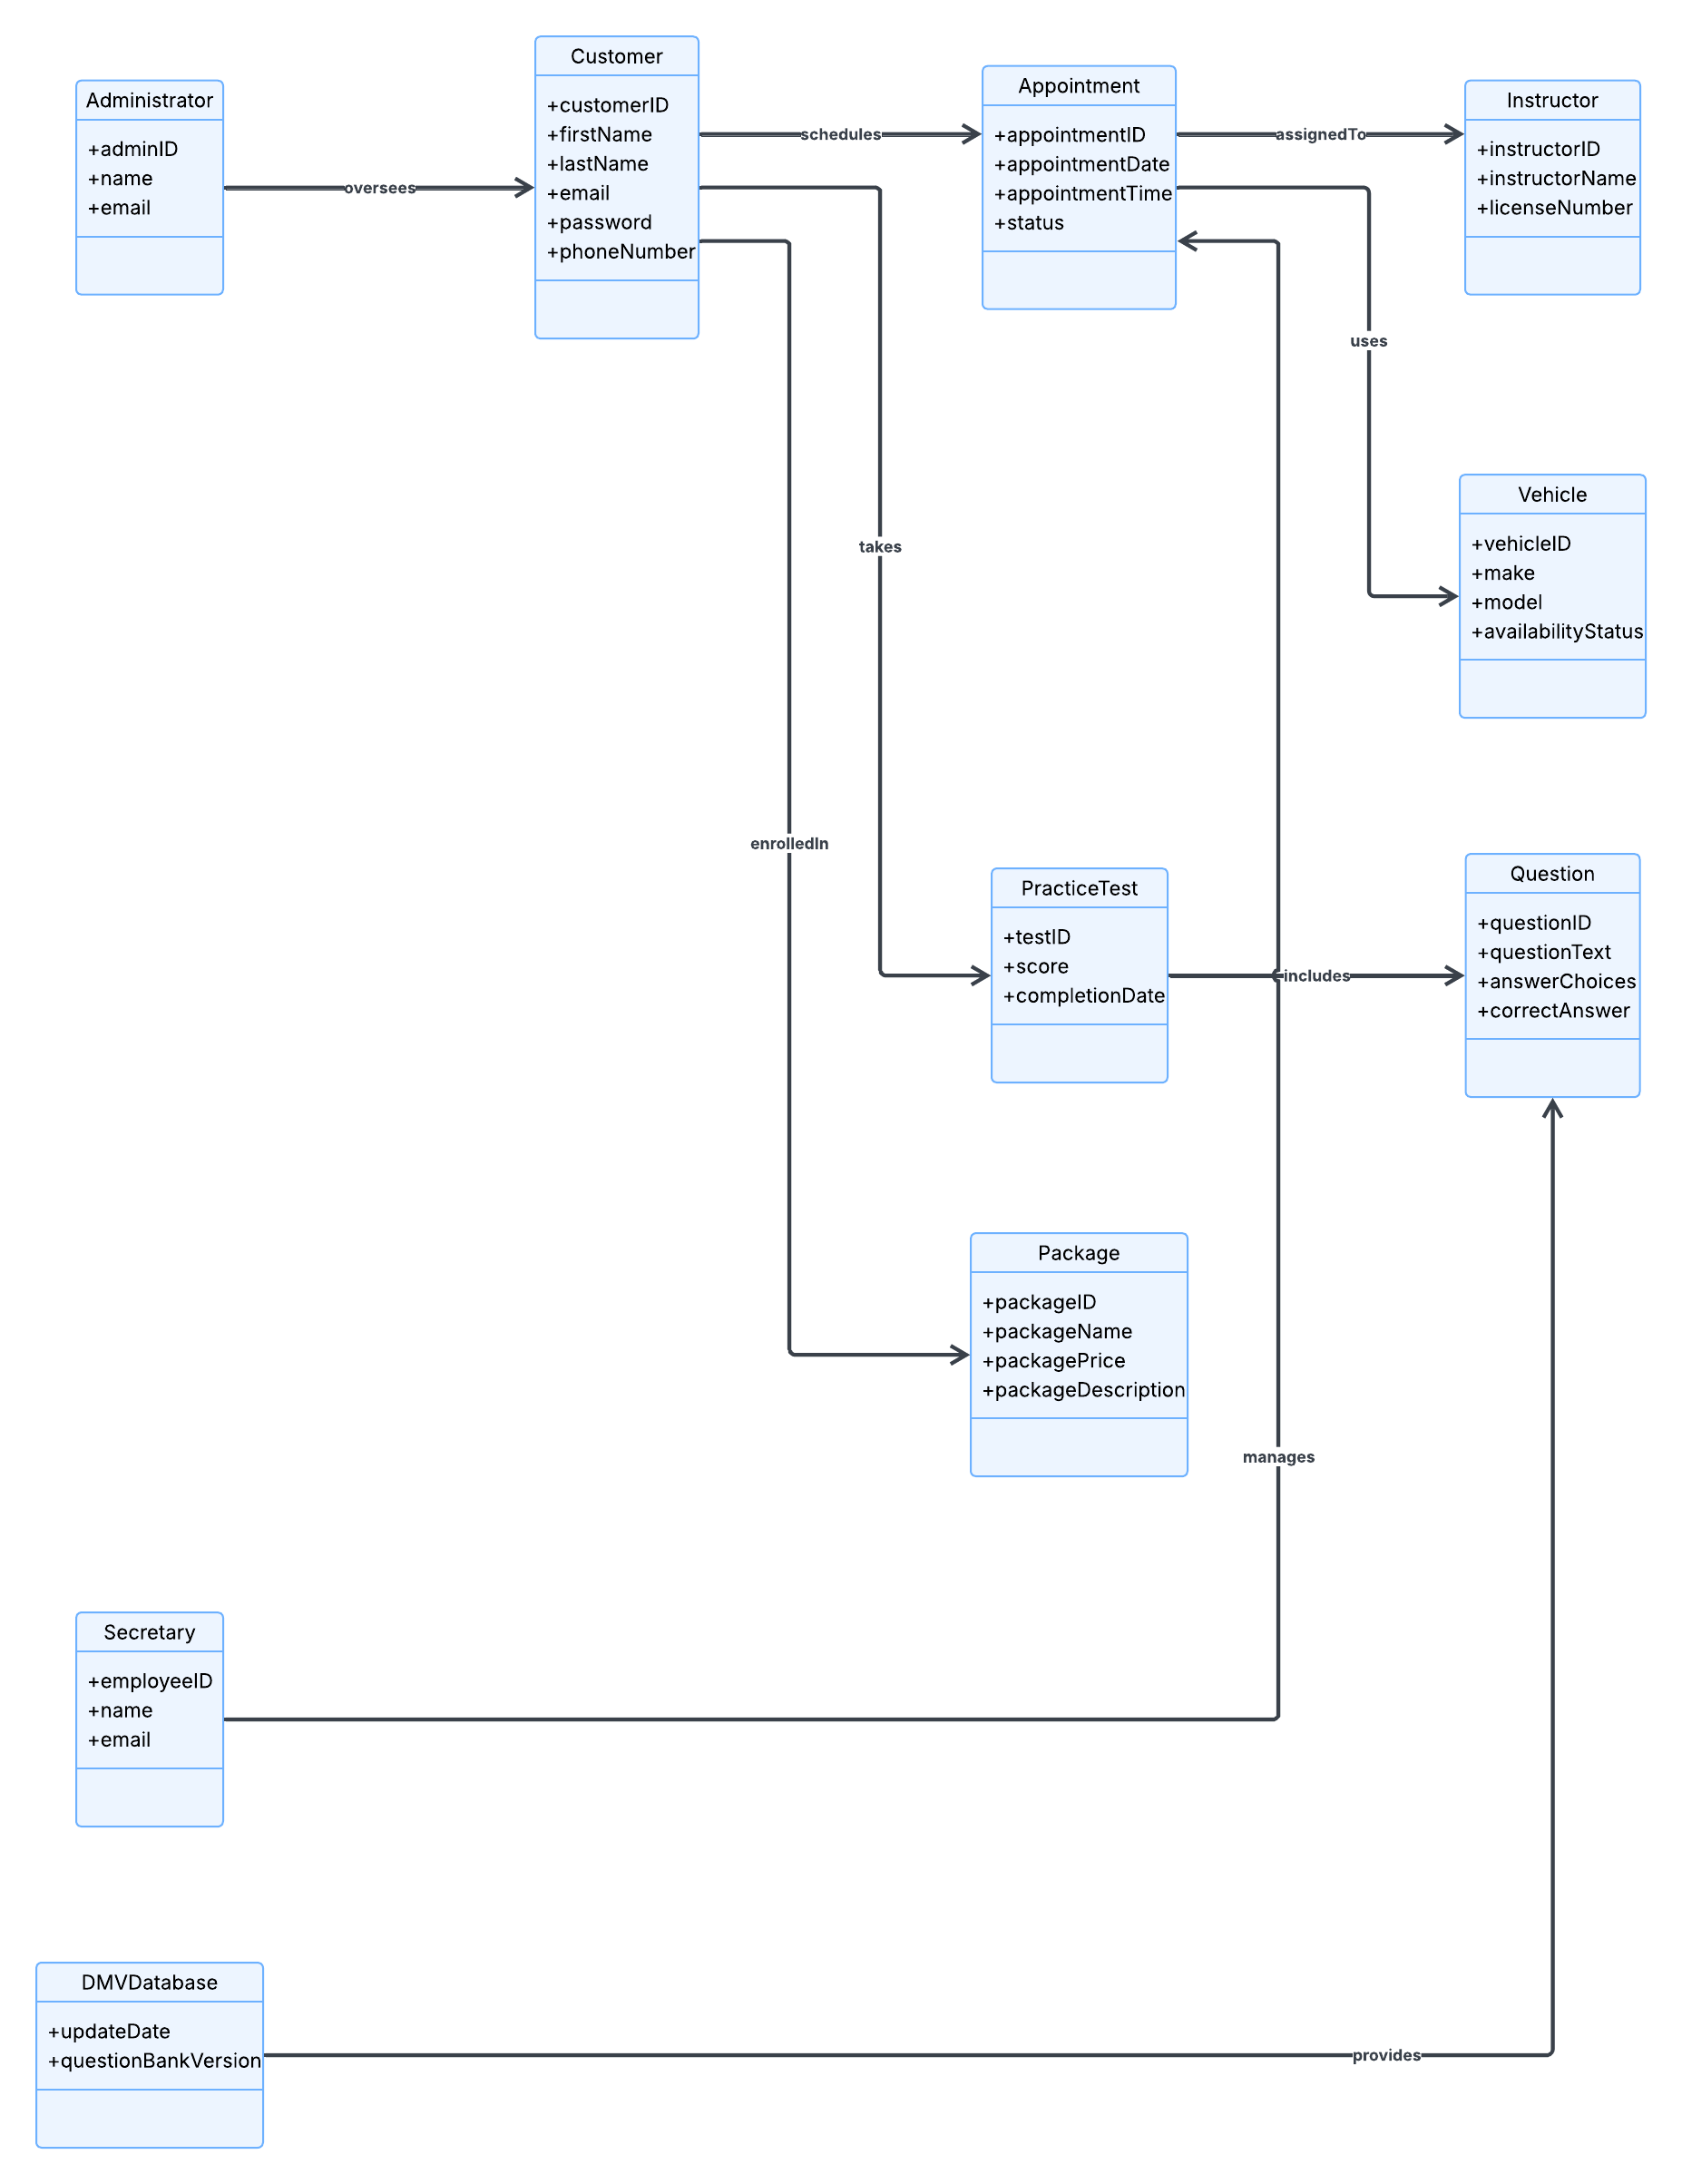 Administrator
+adminID
+name
+email
oversees
Customer
+customerID
+firstName
+lastName
+email
+password
+phoneNumber
schedules
Appointment
+appointmentID
+appointmentDate
+appointmentTime
+status
assignedTo
Instructor
+instructorID
+instructorName
+licenseNumber
uses
Vehicle
+vehicleID
+make
+model
+availabilityStatus
takes
enrolledIn
PracticeTest
+testID
+score
+completionDate
includes
Question
+questionID
+questionText
+answerChoices
+correctAnswer
Package
+packageID
+packageName
+packagePrice
+packageDescription
manages
Secretary
+employeeID
+name
+email
DMVDatabase
+updateDate
+questionBankVersion
provides